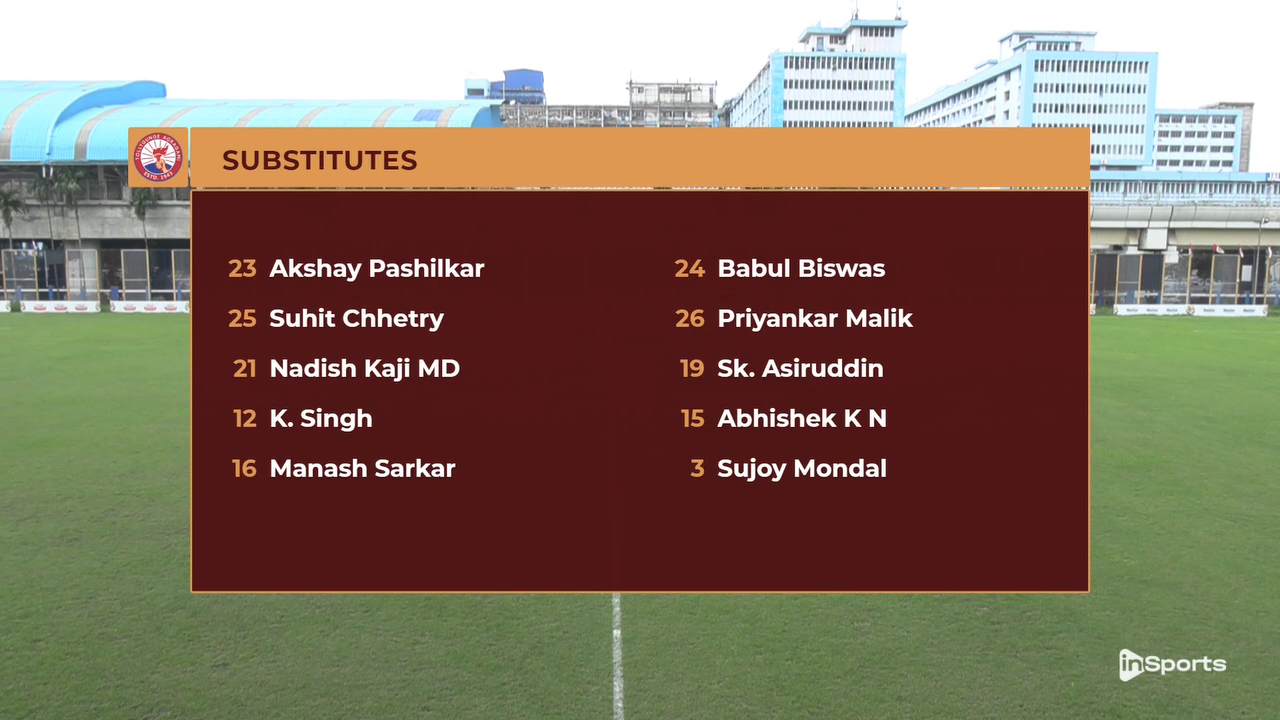 SUBSTITUTES
23 Akshay Pashilkar
25 Suhit Chhetry
21 Nadish Kaji MD
12 K. Singh
16 Manash Sarkar
24 Babul Biswas
26 Priyankar Malik
19 Sk. Asiruddin
15 Abhishek K N
3 Sujoy Mondal
inSports